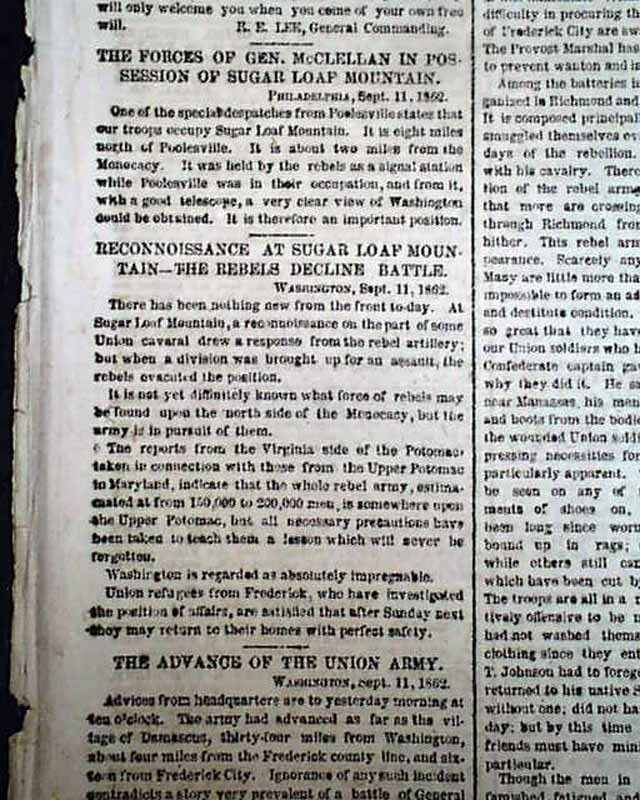 will only welcome you when you come of your own free
will. R. E. LEE, General Commanding.
THE FORCES OF GEN. McCLELLAN IN POS-
SESSION OF SUGAR LOAF MOUNTAIN.
PHILADELPHIA, Sept. 11, 1862.
One of the special despatches from Poolesville states that
our troops occupy Sugar Loaf Mountain. It is eight miles
north of Poolesville. It is about two miles from the
Monocacy. It was held by the rebels as a signal station
while Poolesville was in their occupation, and from it,
with a good telescope, a very clear view of Washington
could be obtained. It is therefore an important position.
RECONNOISSANCE AT SUGAR LOAF MOUN-
TAIN—THE REBELS DECLINE BATTLE.
WASHINGTON, Sept. 11, 1862.
There has been nothing new from the front to-day. At
Sugar Loaf Mountain, a reconnoissance on the part of some
Union cavaral drew a response from the rebel artillery;
but when a division was brought up for an assault, the
rebels evacuted the position.
It is not yet diffinitely known what force of rebels may
be found upon the north side of the Monocacy, but the
army is in pursuit of them.
The reports from the Virginia side of the Potomac,
taken in connection with those from the Upper Potomac
in Maryland, indicate that the whole rebel army, estima-
mated at from 150,000 to 200,000 men, is somewhere upon
the Upper Potomac, but all necessary precautions have
been taken to teach them a lesson which will never be
forgotten.
Washington is regarded as absolutely impregnable.
Union refugees from Frederick, who have investigated
the position of affairs, are satisfied that after Sunday next
they may return to their homes with perfect safety.
THE ADVANCE OF THE UNION ARMY.
WASHINGTON, Sept. 11, 1862.
Advices from headquarters are to yesterday morning at
ten o'clock. The army had advanced as far as the vil-
lage of Damascus, thirty-four miles from Washington,
about four miles from the Frederick county line, and six-
teen from Frederick City. Ignorance of any such incident
contradicts a story very prevalent of a battle of General
difficulty in procuring th
of Frederick City are
The Provost Marshal has
to prevent wanton and
Among the batteries
ganized in Richmond and
It is composed principal
smuggled themselves
days of the rebellion.
with his cavalry. There
tion of the rebel
that more are crossing
through Richmond from
hither. This rebel
pearance. Scarcely any
Many are little more tha
impossible to form an
and destitute condition.
so great that they have
our Union soldiers who
Confederate captain
why they did it. He
near Manassas, his men
and boots from the bodie
the wounded Union
pressing necessities for
particularly apparent.
be seen on any of
ments of shoes on,
been long since worn
bound up in rags;
while others still can
which have been cut
The troops are all in a
tively offensive to be
had not washed thems
clothing since they ent
T. Johnson had to forego
returned to his native
without one; did not ha
day; but by this time
friends must have
particular.
Though the men in
famished, fatigued and